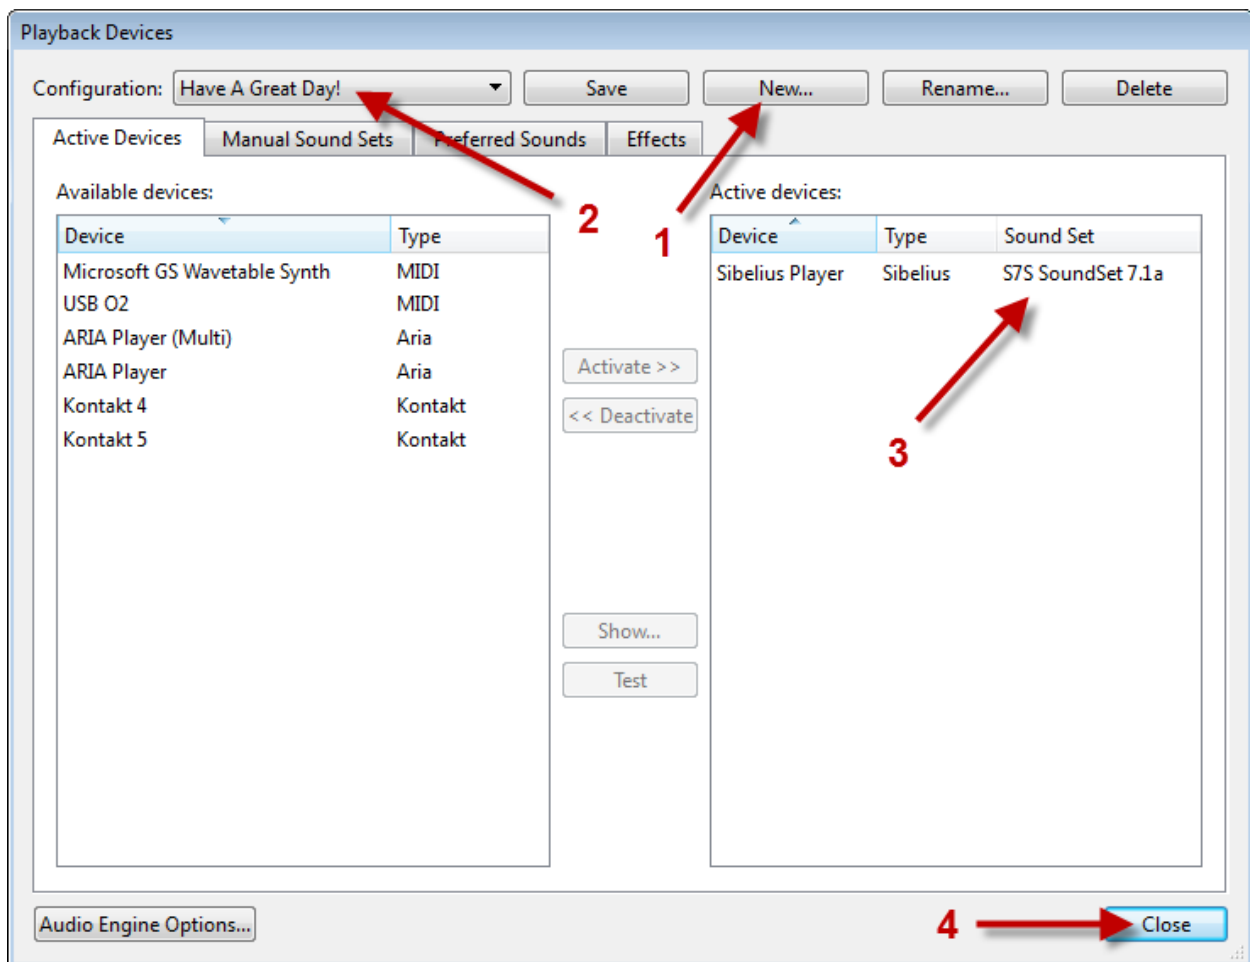 Playback Devices
Configuration: Have A Great Day! Save New... Rename... Delete
Active Devices Manual Sound Sets Preferred Sounds Effects
Available devices: Active devices:
2
1
Device Type Device Type Sound Set
Microsoft GS Wavetable Synth MIDI Sibelius Player Sibelius S7S SoundSet 7.1a
USB O2 MIDI
ARIA Player (Multi) Aria
ARIA Player Aria Activate >>
Kontakt 4 Kontakt << Deactivate
Kontakt 5 Kontakt
3
Show...
Test
Audio Engine Options... 4 Close